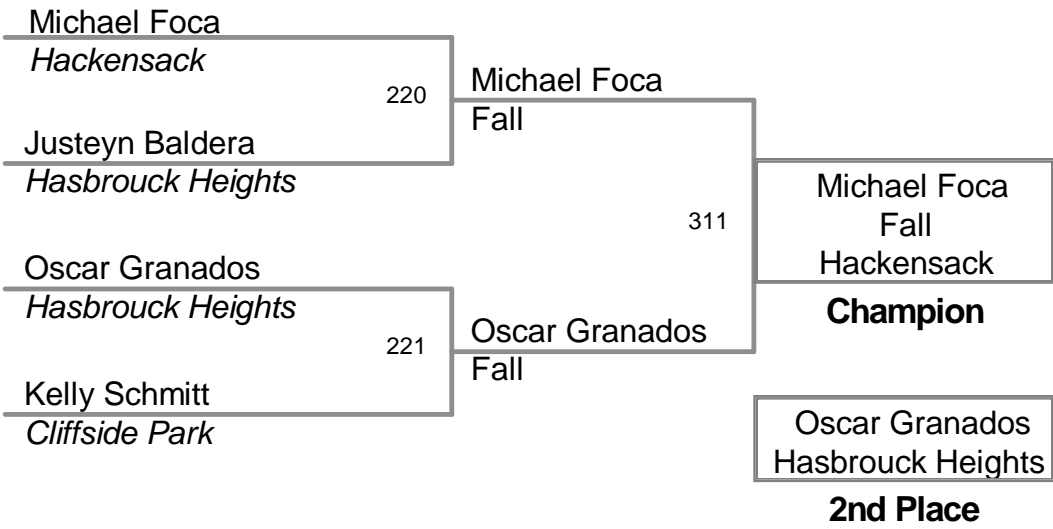 Michael Foca
Hackensack
220
Michael Foca
Fall
Justeyn Baldera
Hasbrouck Heights
311
Michael Foca
Fall
Hackensack
Champion
Oscar Granados
Hasbrouck Heights
221
Oscar Granados
Fall
Kelly Schmitt
Cliffside Park
Oscar Granados
Hasbrouck Heights
2nd Place